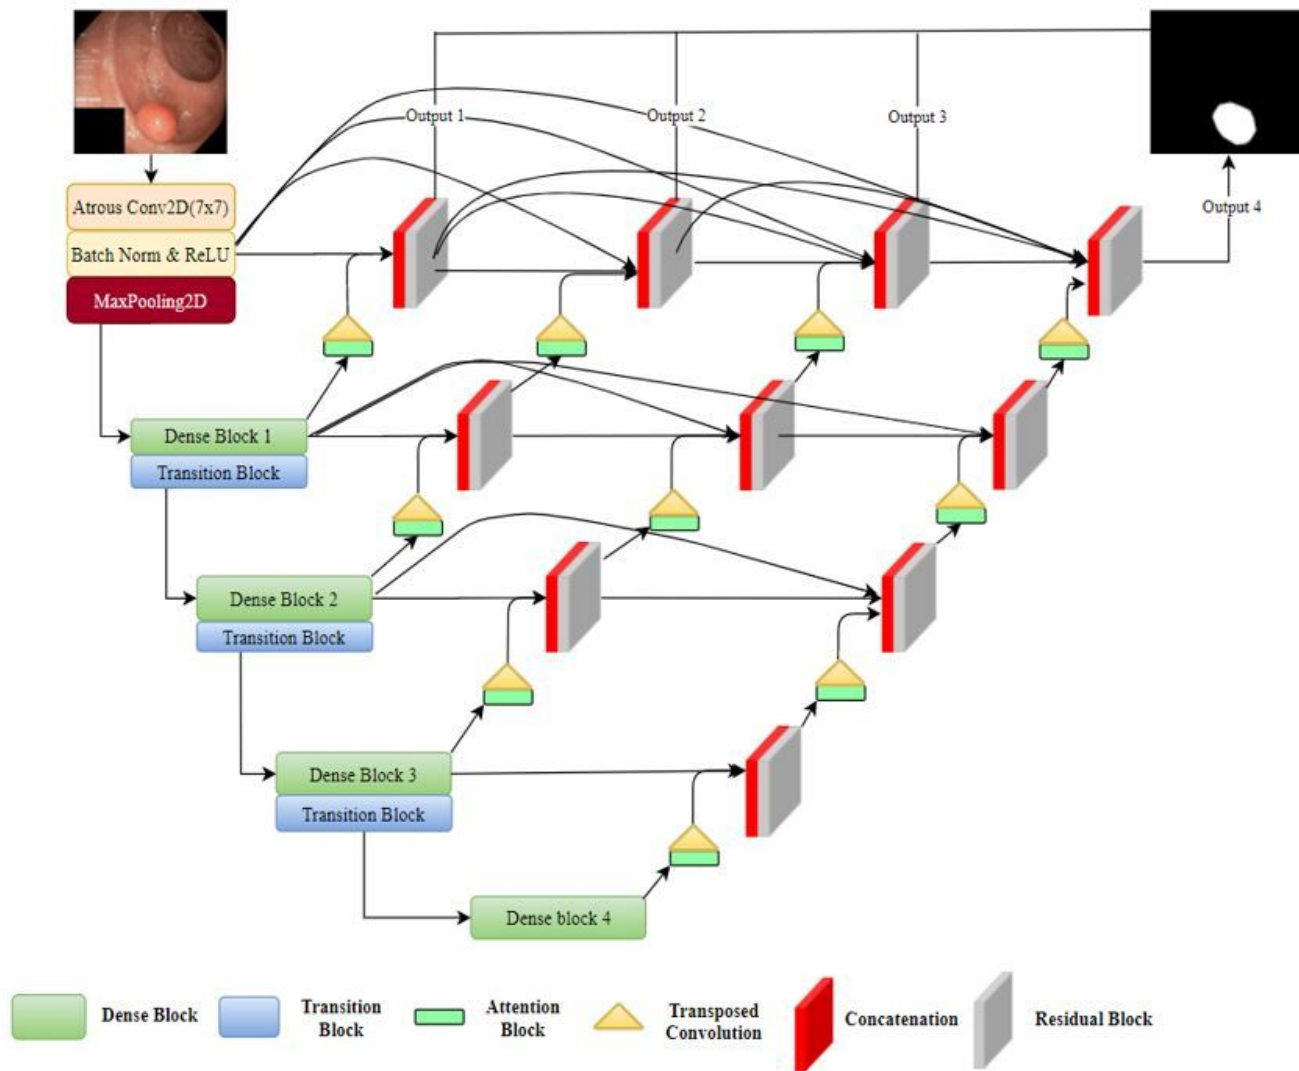 Output 1
Output 2
Output 3
Atrous Conv2D(7x7)
Output 4
Batch Norm & ReLU
MaxPooling2D
Dense Block 1
Transition Block
Dense Block 2
Transition Block
Dense Block 3
Transition Block
Dense block 4
Dense Block
Transition
Block
Attention
Block
Transposed
Convolution
Concatenation
Residual Block